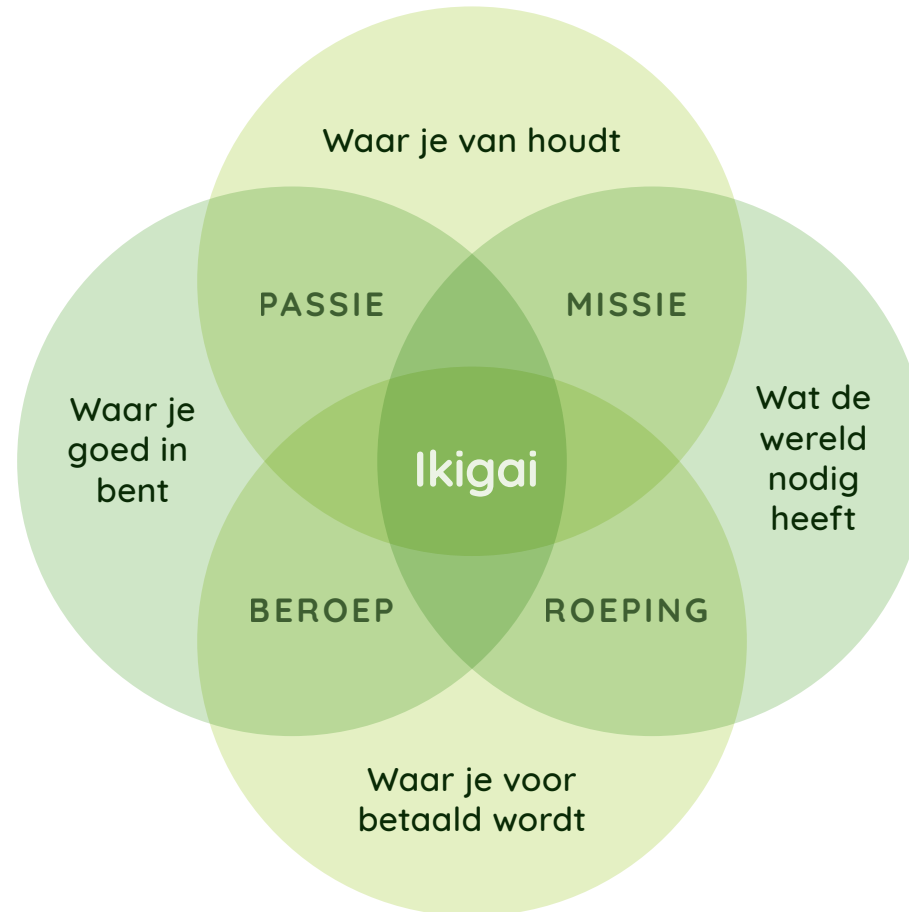 Waar je van houdt
PASSIE
MISSIE
Waar je
goed in
bent
Wat de
wereld
nodig
heeft
Ikigai
BEROEP
ROEPING
Waar je voor
betaald wordt